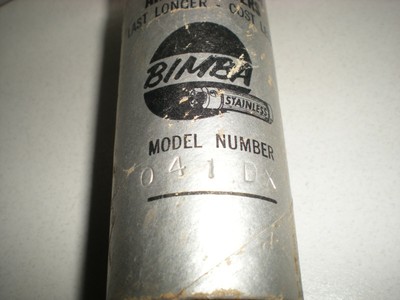 LAST LONGER - COST L
BIMBA
STAINLESS
MODEL NUMBER
041 DX